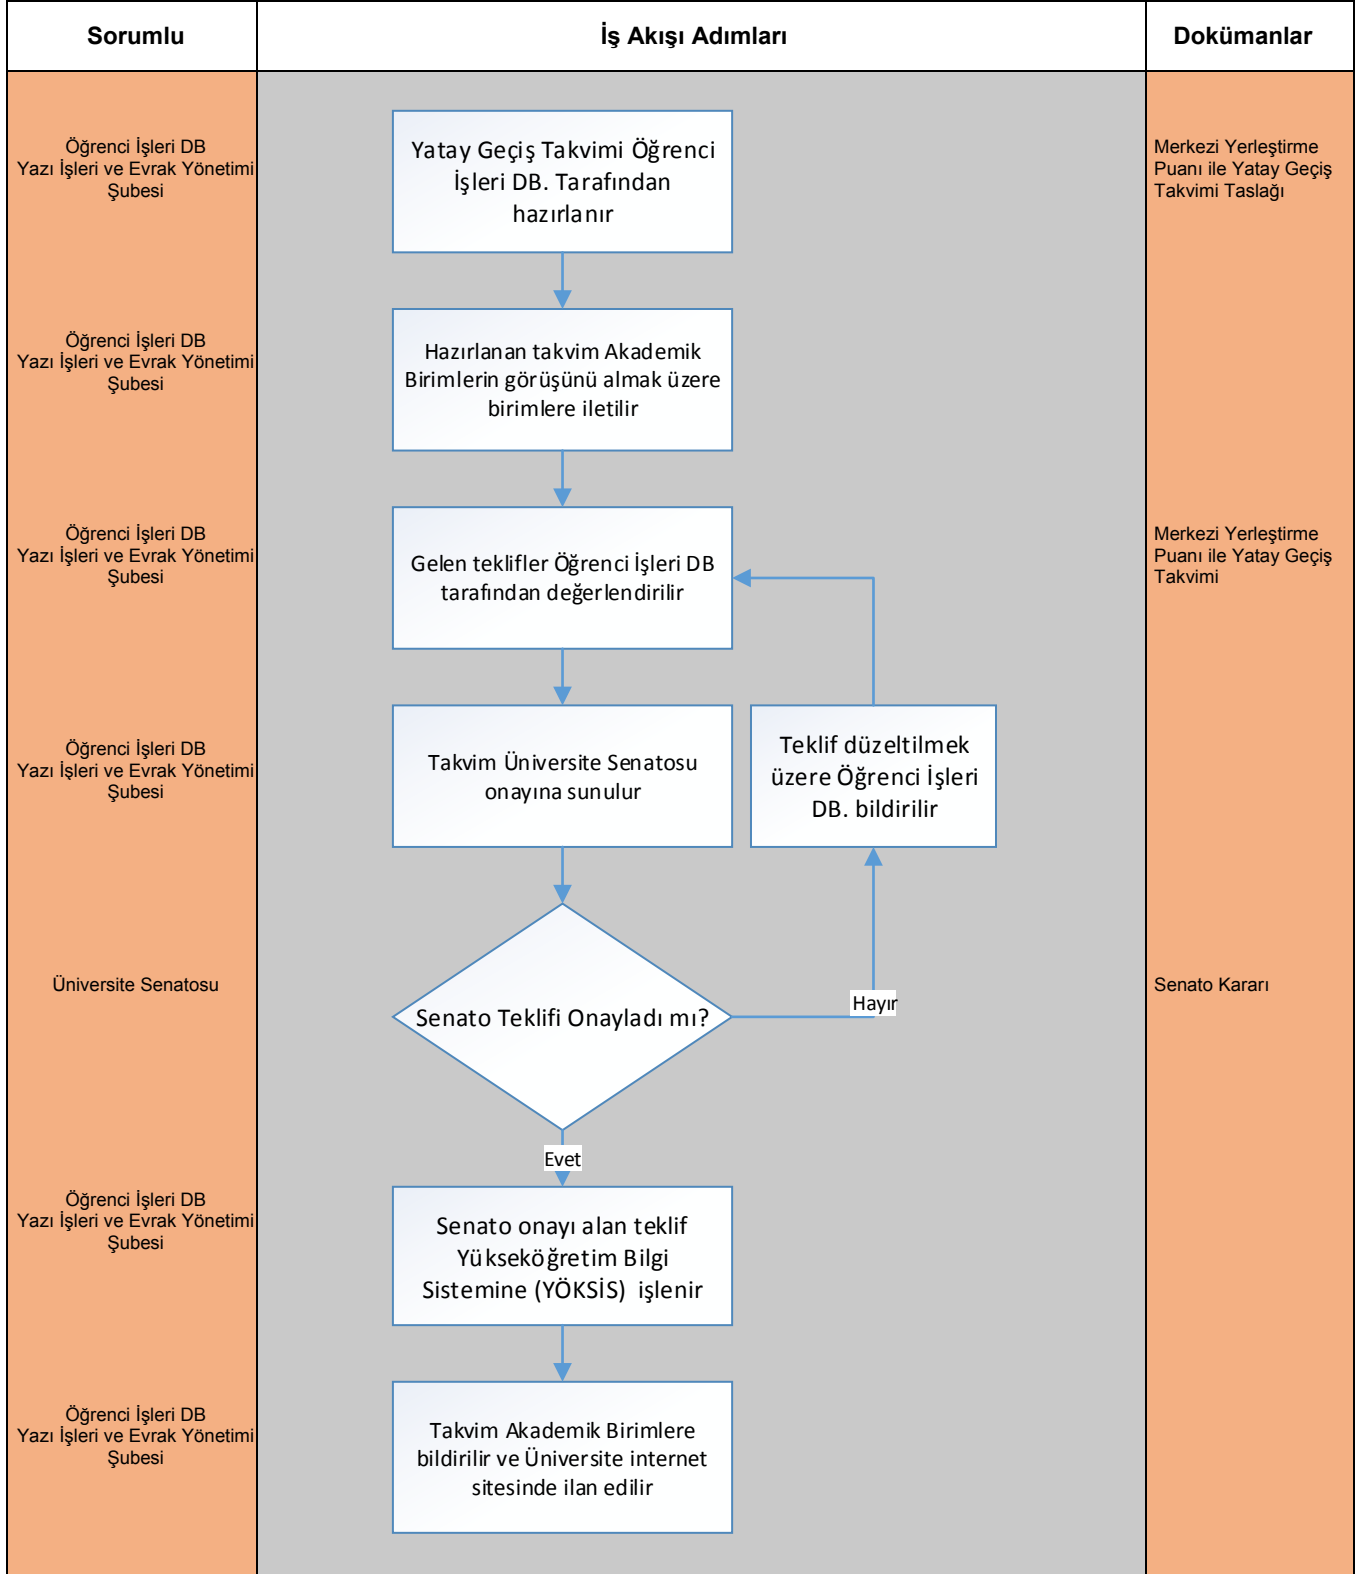 Sorumlu
İş Akışı Adımları
Dokümanlar
Öğrenci İşleri DB
Yazı İşleri ve Evrak Yönetimi
Şubesi
Yatay Geçiş Takvimi Öğrenci
İşleri DB. Tarafından
hazırlanır
Merkezi Yerleştirme
Puanı ile Yatay Geçiş
Takvimi Taslağı
Öğrenci İşleri DB
Yazı İşleri ve Evrak Yönetimi
Şubesi
Hazırlanan takvim Akademik
Birimlerin görüşünü almak üzere
birimlere iletilir
Öğrenci İşleri DB
Yazı İşleri ve Evrak Yönetimi
Şubesi
Gelen teklifler Öğrenci İşleri DB
tarafından değerlendirilir
Merkezi Yerleştirme
Puanı ile Yatay Geçiş
Takvimi
Öğrenci İşleri DB
Yazı İşleri ve Evrak Yönetimi
Şubesi
Takvim Üniversite Senatosu
onayına sunulur
Teklif düzeltilmek
üzere Öğrenci İşleri
DB. bildirilir
Üniversite Senatosu
Senato Teklifi Onayladı mı?
Hayır
Senato Kararı
Evet
Öğrenci İşleri DB
Yazı İşleri ve Evrak Yönetimi
Şubesi
Senato onayı alan teklif
Yükseköğretim Bilgi
Sistemine (YÖKSİS) işlenir
Öğrenci İşleri DB
Yazı İşleri ve Evrak Yönetimi
Şubesi
Takvim Akademik Birimlere
bildirilir ve Üniversite internet
sitesinde ilan edilir